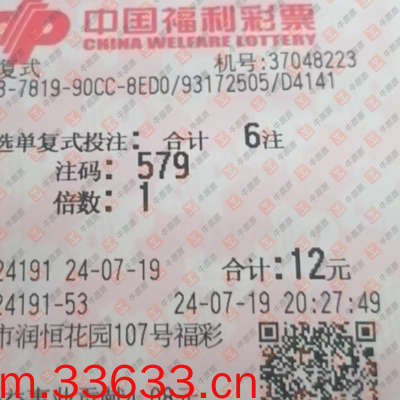 中国福利彩票
CHINA WELFARE LOTTERY
复式 机号:37048223
-7819-90CC-8ED0/93172505/D4141
选单复式投注: 合计 6注
注码: 579
倍数: 1
24191 24-07-19 合计:12元
24191-53 24-07-19 20:27:49
市润恒花园107号福彩
m.33633.cn